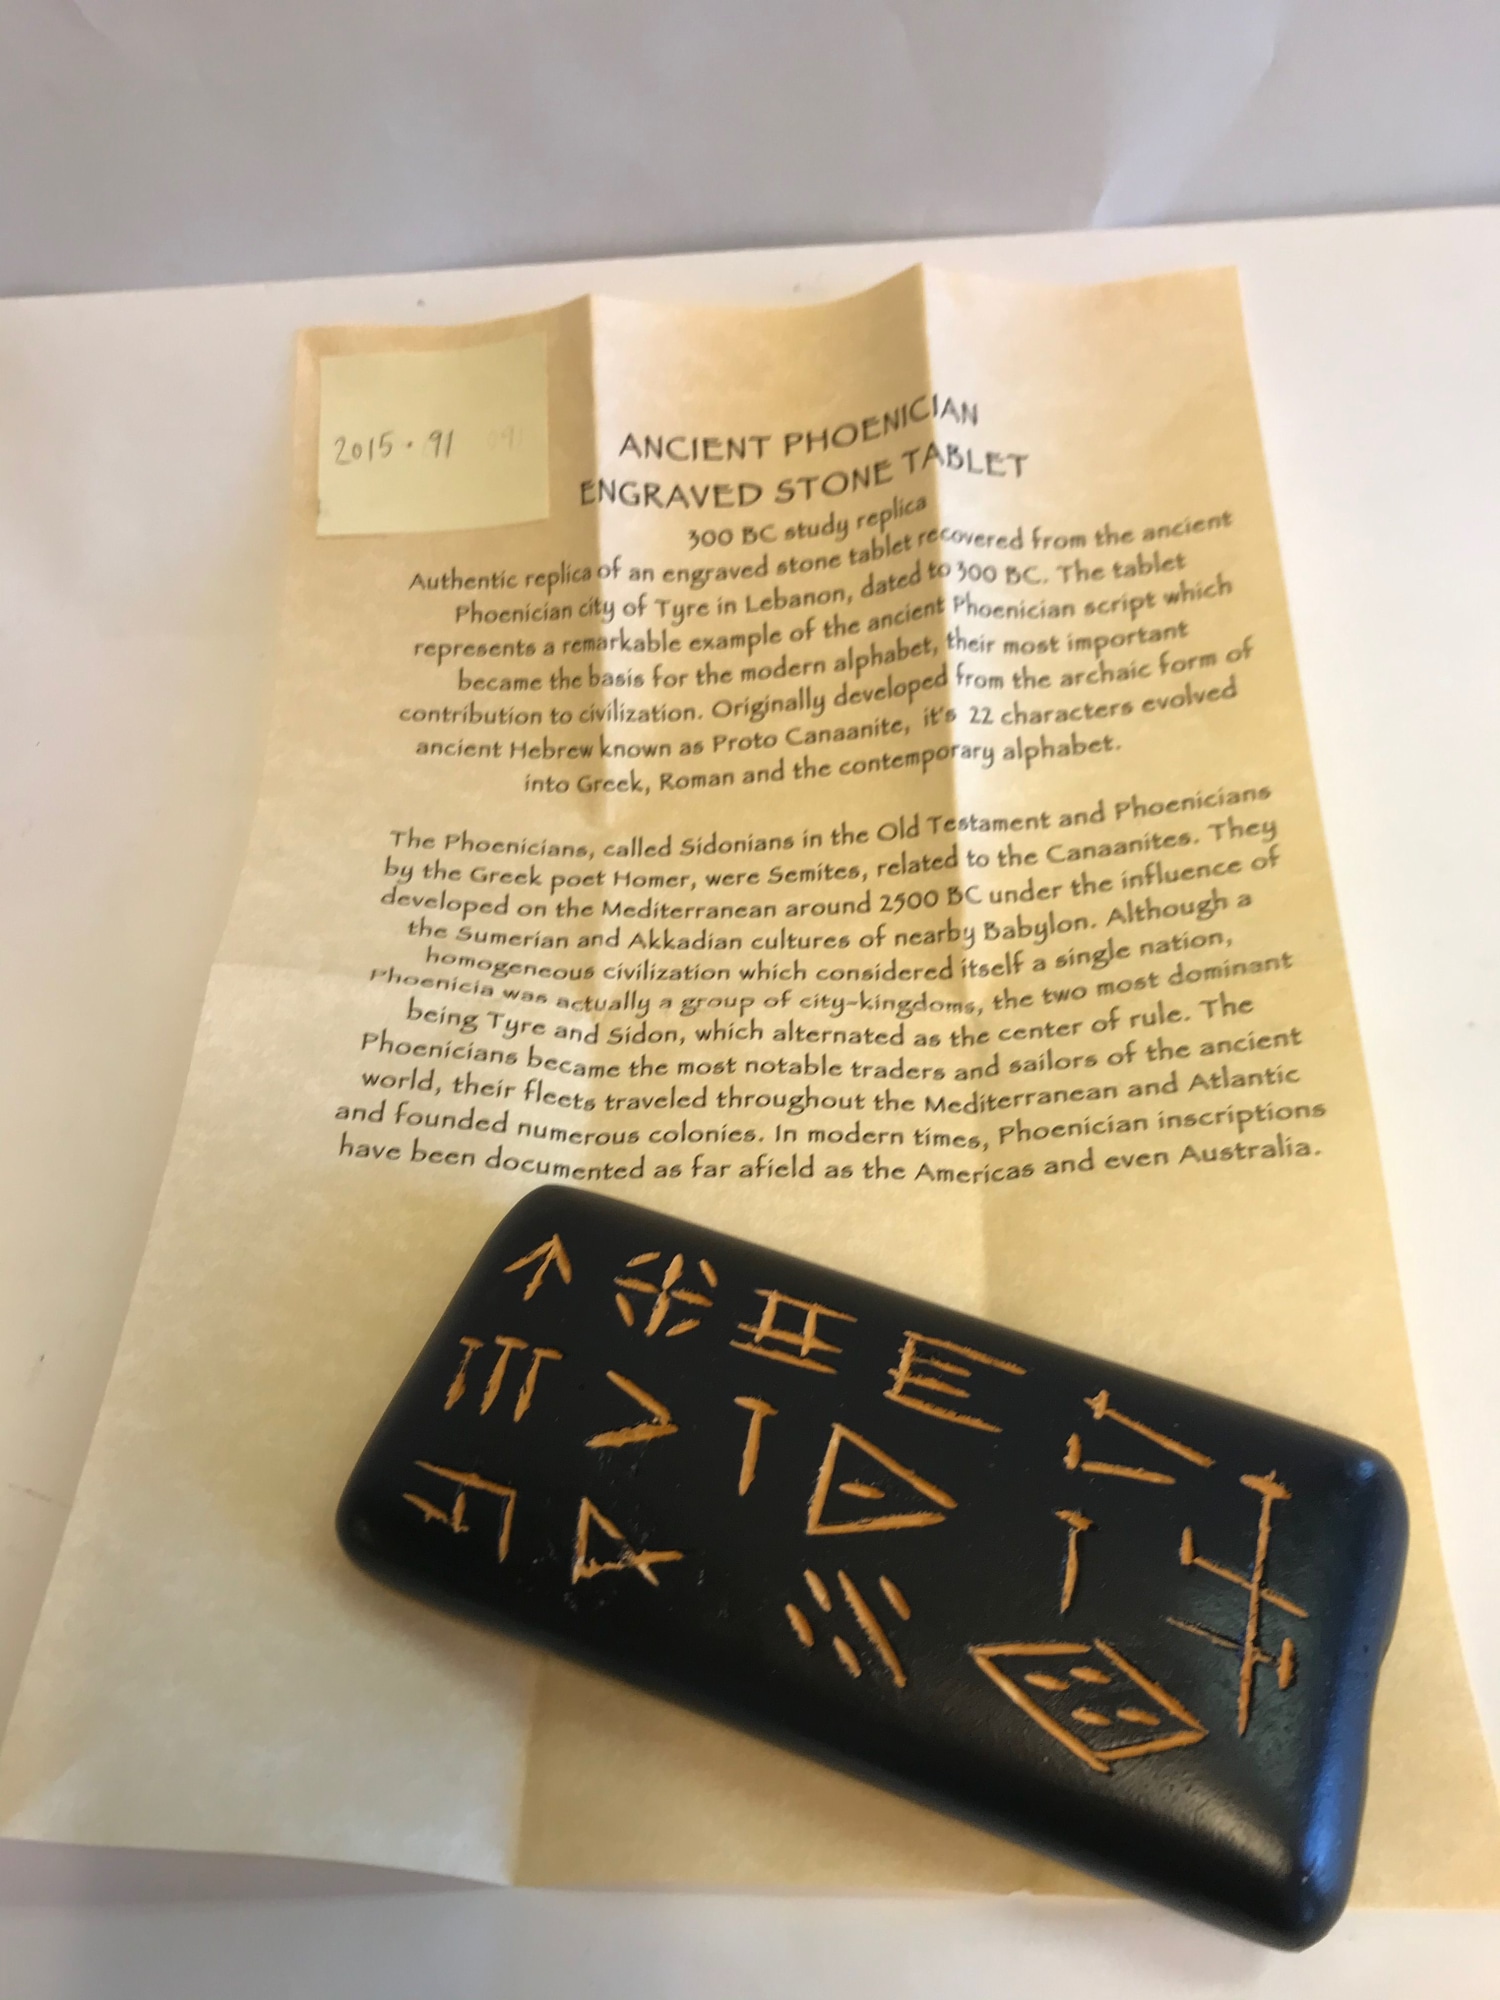 2015.91 091
ANCIENT PHOENICIAN
ENGRAVED STONE TABLET
300 BC study replica
Authentic replica of an engraved stone tablet recovered from the ancient
Phoenician city of Tyre in Lebanon, dated to 300 BC. The tablet
represents a remarkable example of the ancient Phoenician script which
became the basis for the modern alphabet, their most important
contribution to civilization. Originally developed from the archaic form of
ancient Hebrew known as Proto Canaanite, it's 22 characters evolved
into Greek, Roman and the contemporary alphabet.
The Phoenicians, called Sidonians in the Old Testament and Phoenicians
by the Greek poet Homer, were Semites, related to the Canaanites. They
developed on the Mediterranean around 2500 BC under the influence of
the Sumerian and Akkadian cultures of nearby Babylon. Although a
homogeneous civilization which considered itself a single nation,
Phoenicia was actually a group of city-kingdoms, the two most dominant
being Tyre and Sidon, which alternated as the center of rule. The
Phoenicians became the most notable traders and sailors of the ancient
world, their fleets traveled throughout the Mediterranean and Atlantic
and founded numerous colonies. In modern times, Phoenician inscriptions
have been documented as far afield as the Americas and even Australia.